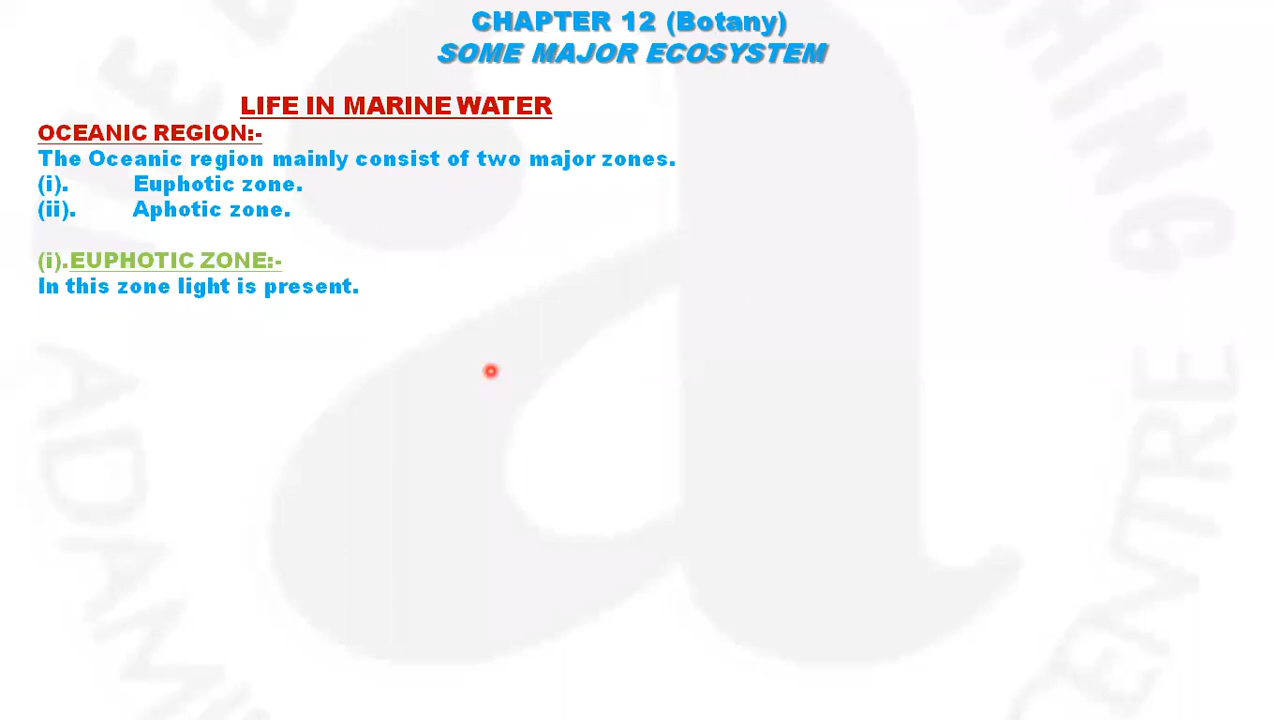 CHAPTER 12 (Botany)
SOME MAJOR ECOSYSTEM
LIFE IN MARINE WATER
OCEANIC REGION:-
The Oceanic region mainly consist of two major zones.
(i). Euphotic zone.
(ii). Aphotic zone.
(i).EUPHOTIC ZONE:-
In this zone light is present.